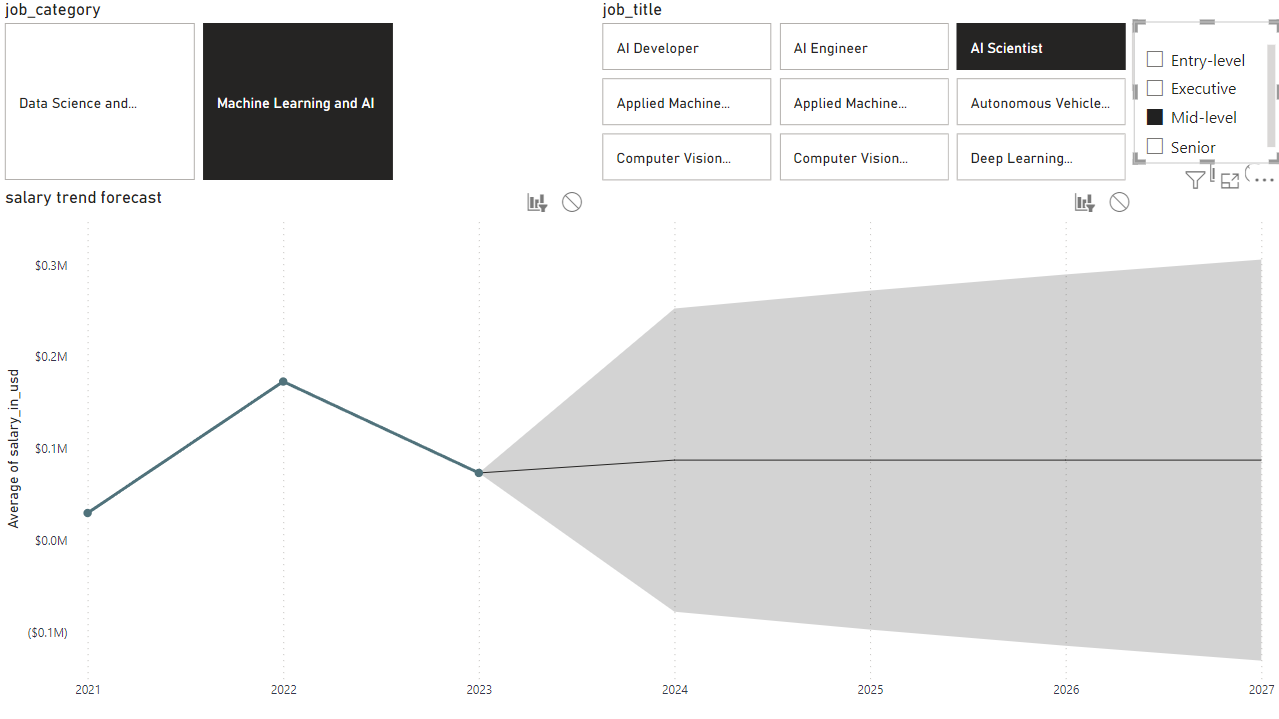 job_category
job_title
Data Science and...
Machine Learning and AI
AI Developer
AI Engineer
AI Scientist
Applied Machine...
Applied Machine...
Autonomous Vehicle...
Computer Vision...
Computer Vision...
Deep Learning...
Entry-level
Executive
Mid-level
Senior
salary trend forecast
Average of salary_in_usd
$0.3M
$0.2M
$0.1M
$0.0M
($0.1M)
2021
2022
2023
2024
2025
2026
2027